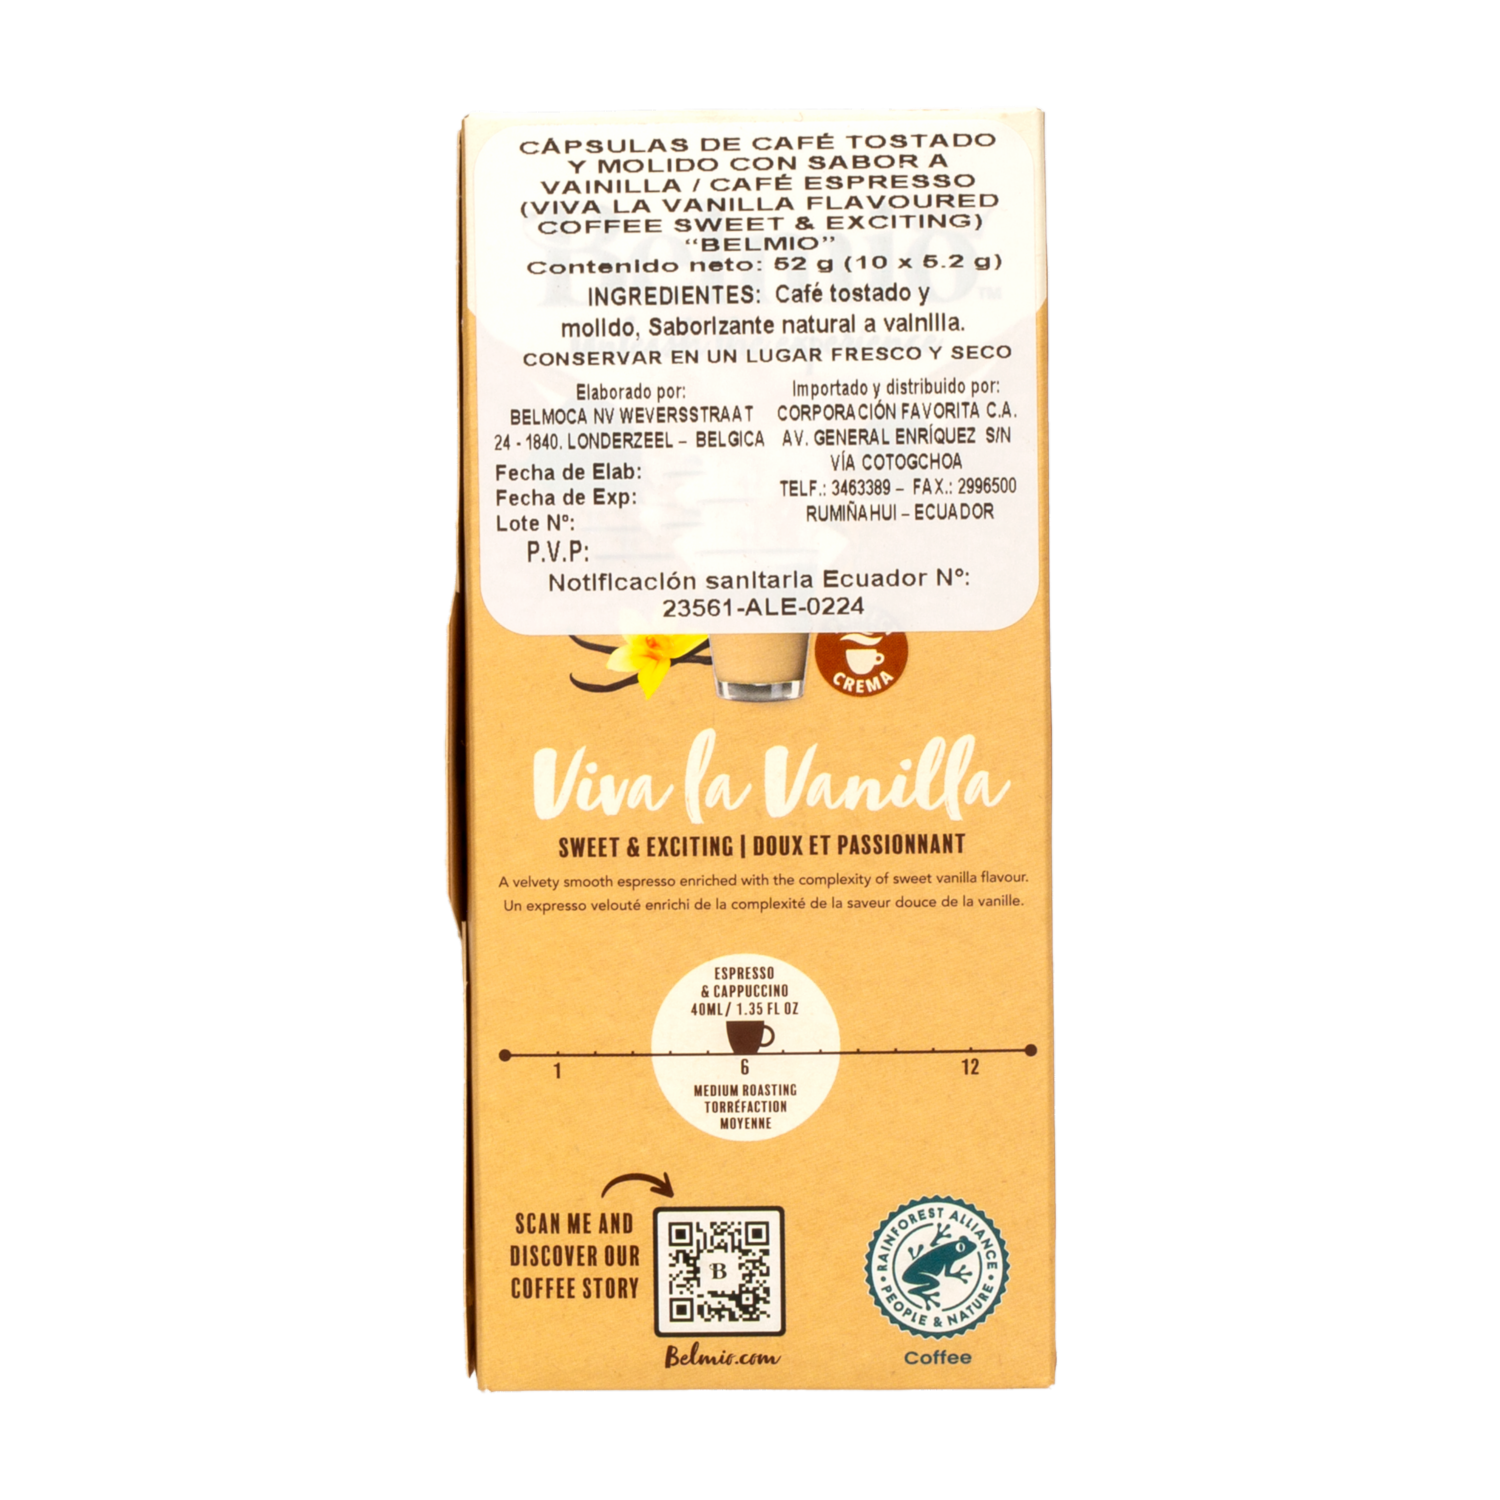 CÁPSULAS DE CAFÉ TOSTADO
Y MOLIDO CON SABOR A
VAINILLA / CAFÉ ESPRESSO
(VIVA LA VANILLA FLAVOURED
COFFEE SWEET & EXCITING)
“BELMIO”
Contenido neto: 52 g (10 x 5.2 g)
INGREDIENTES: Café tostado y
molido, Saborizante natural a vainilla.
CONSERVAR EN UN LUGAR FRESCO Y SECO
Elaborado por:
BELMOCA NV WEVERSSTRAAT
24 - 1840. LONDERZEEL – BELGICA
Importado y distribuido por:
CORPORACIÓN FAVORITA C.A.
AV. GENERAL ENRÍQUEZ S/N
VÍA COTOGCHOA
TELF.: 3463389 – FAX.: 2996500
RUMIÑAHUI – ECUADOR
Fecha de Elab:
Fecha de Exp:
Lote Nº:
P.V.P:
Notificación sanitaria Ecuador Nº:
23561-ALE-0224
CREMA
Viva la Vanilla
SWEET & EXCITING | DOUX ET PASSIONNANT
A velvety smooth espresso enriched with the complexity of sweet vanilla flavour.
Un expresso velouté enrichi de la complexité de la saveur douce de la vanille.
ESPRESSO
& CAPPUCCINO
40ML/ 1.35 FL OZ
1 6 12
MEDIUM ROASTING
TORRÉFACTION
MOYENNE
SCAN ME AND
DISCOVER OUR
COFFEE STORY
B
Belmio.com
RAINFOREST ALLIANCE
PEOPLE & NATURE
Coffee